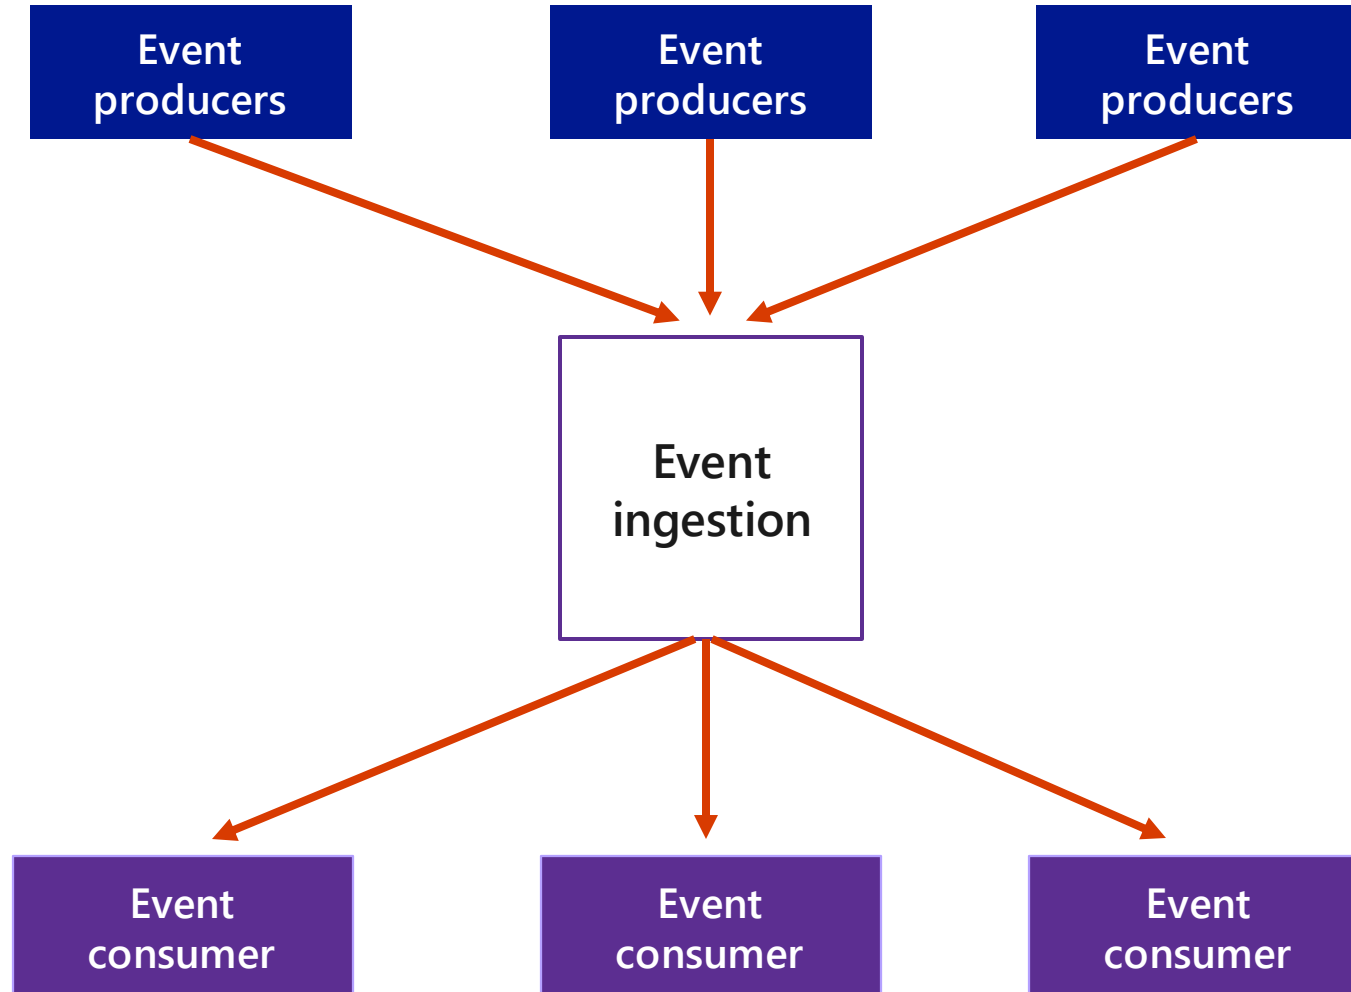 Event
producers
Event
producers
Event
producers
Event
ingestion
Event
consumer
Event
consumer
Event
consumer